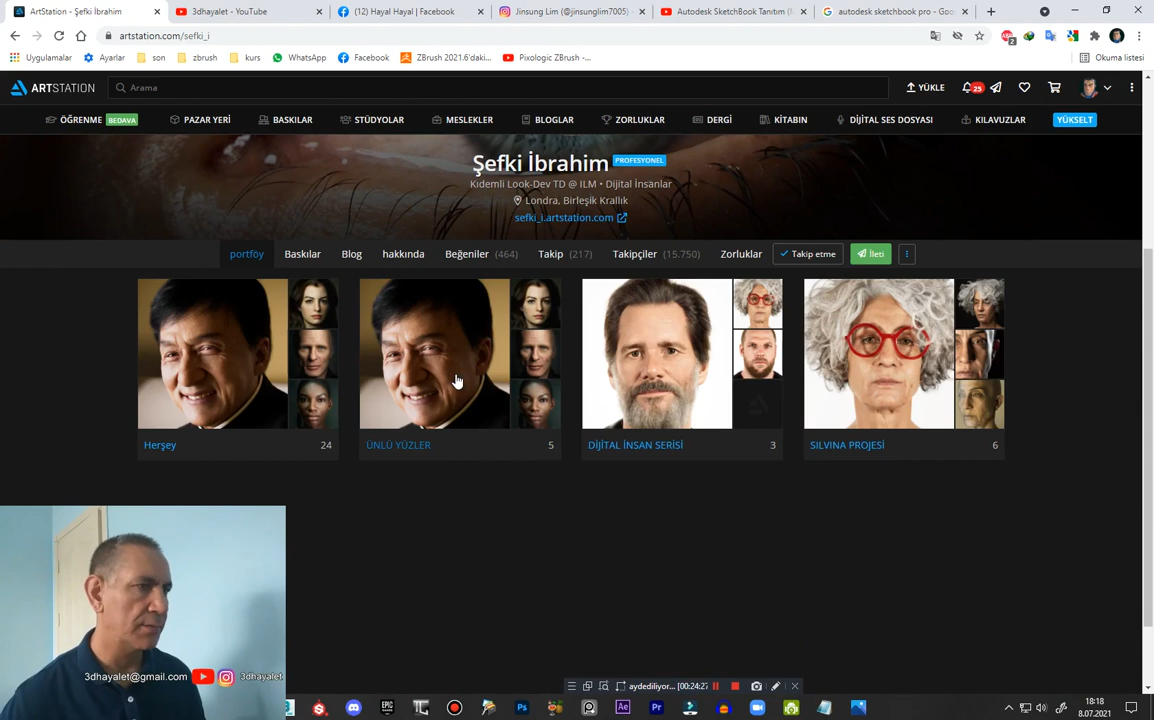 ArtStation - Şefki İbrahim
3dhayalet - YouTube
(12) Hayal Hayal | Facebook
Jinsung Lim (@jinsunglim7005) •
Autodesk SketchBook Tanıtım (M
autodesk sketchbook pro - Goo
artstation.com/sefki_i
Uygulamalar
Ayarlar
son
zbrush
kurs
WhatsApp
Facebook
ZBrush 2021.6'daki...
Pixologic ZBrush -...
Okuma listesi
ARTSTATION
Arama
YÜKLE
25
ÖĞRENME BEDAVA
PAZAR YERİ
BASKILAR
STÜDYOLAR
MESLEKLER
BLOGLAR
ZORLUKLAR
DERGİ
KİTABIN
DİJİTAL SES DOSYASI
KILAVUZLAR
YÜKSELT
Şefki İbrahim PROFESYONEL
Kıdemli Look-Dev TD @ ILM • Dijital İnsanlar
Londra, Birleşik Krallık
sefki_i.artstation.com
portföy
Baskılar
Blog
hakkında
Beğeniler (464)
Takip (217)
Takipçiler (15.750)
Zorluklar
Takip etme
İleti
Herşey 24
ÜNLÜ YÜZLER 5
DİJİTAL İNSAN SERİSİ 3
SILVINA PROJESİ 6
3dhayalet@gmail.com
3dhayalet
aydediliyor... [00:24:27]
18:18
8.07.2021